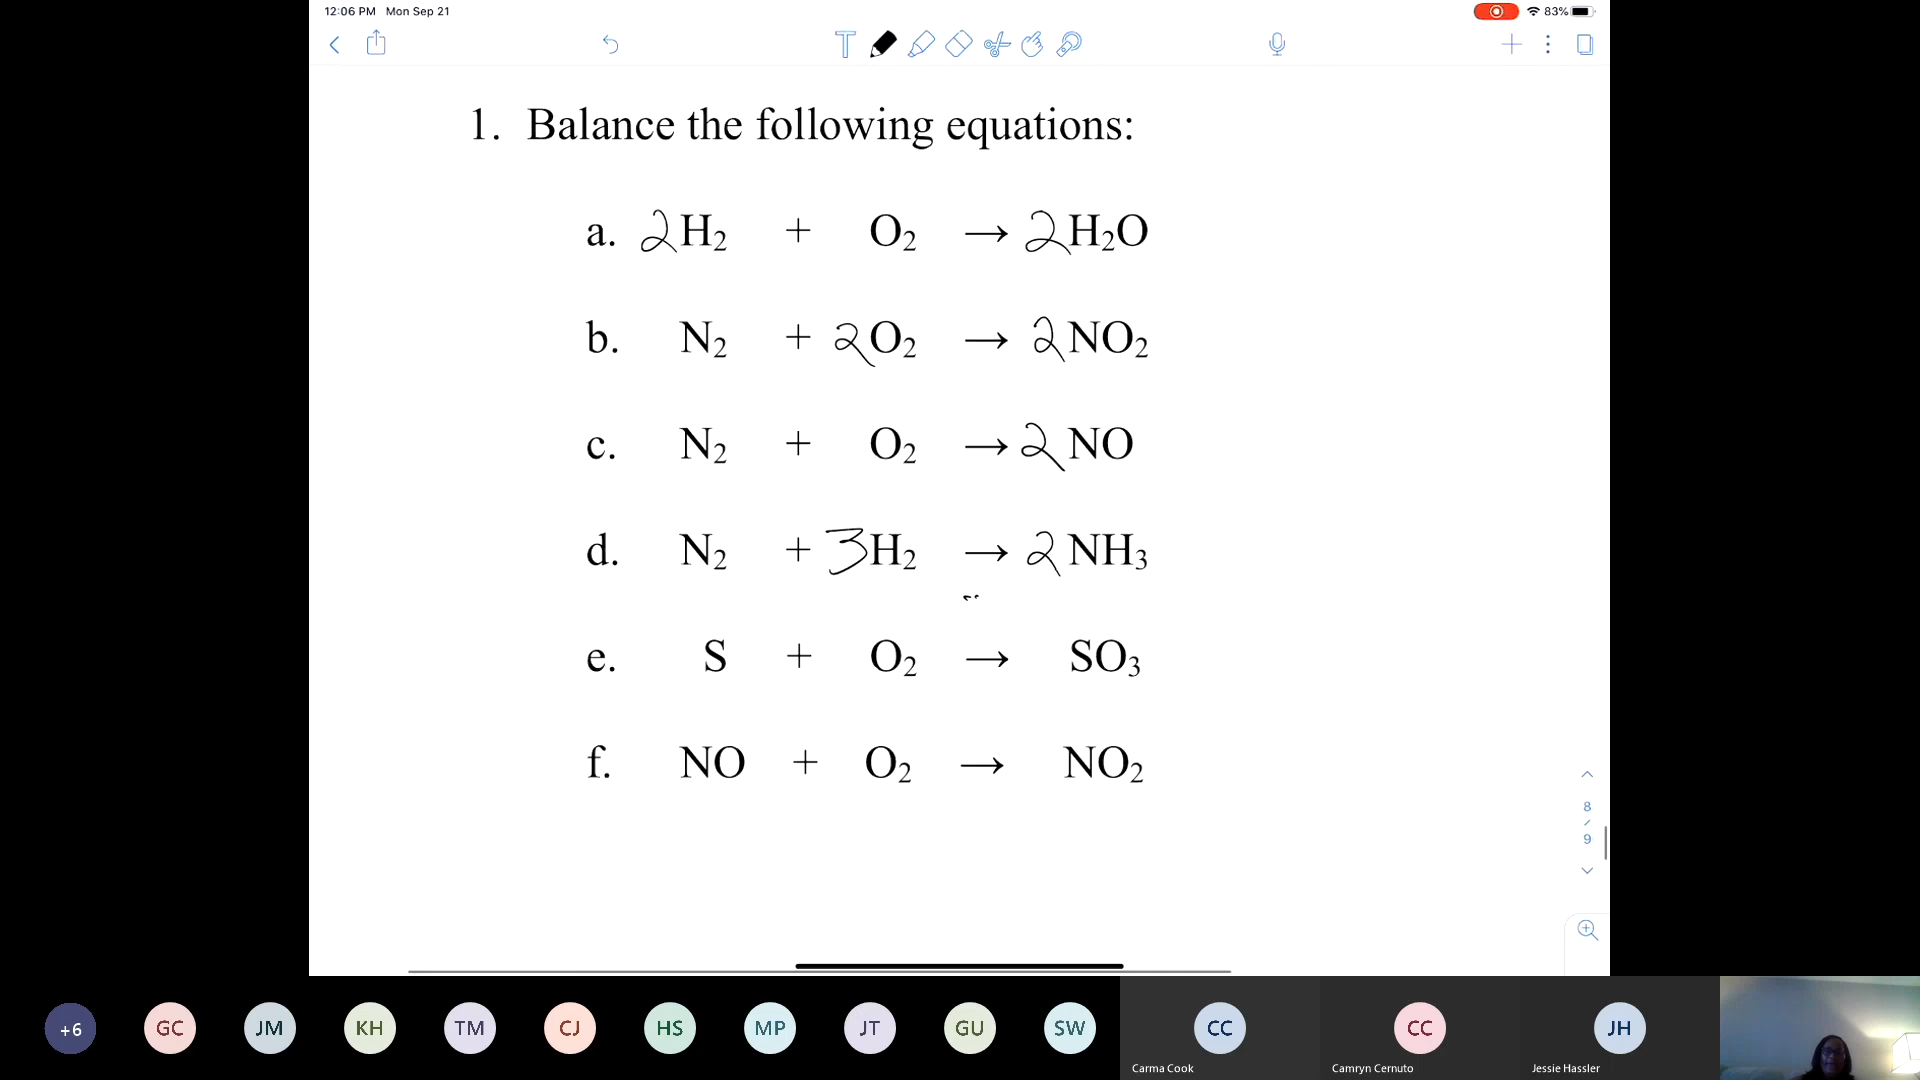 12:06 PM Mon Sep 21
83%
T
1. Balance the following equations:
a. 2H₂ + O₂ → 2H₂O
b. N₂ + 2O₂ → 2NO₂
c. N₂ + O₂ → 2NO
d. N₂ + 3H₂ → 2NH₃
e. S + O₂ → SO₃
f. NO + O₂ → NO₂
8
/
9
+6 GC JM KH TM CJ HS MP JT GU SW CC CC JH
Carma Cook Camryn Cernuto Jessie Hassler